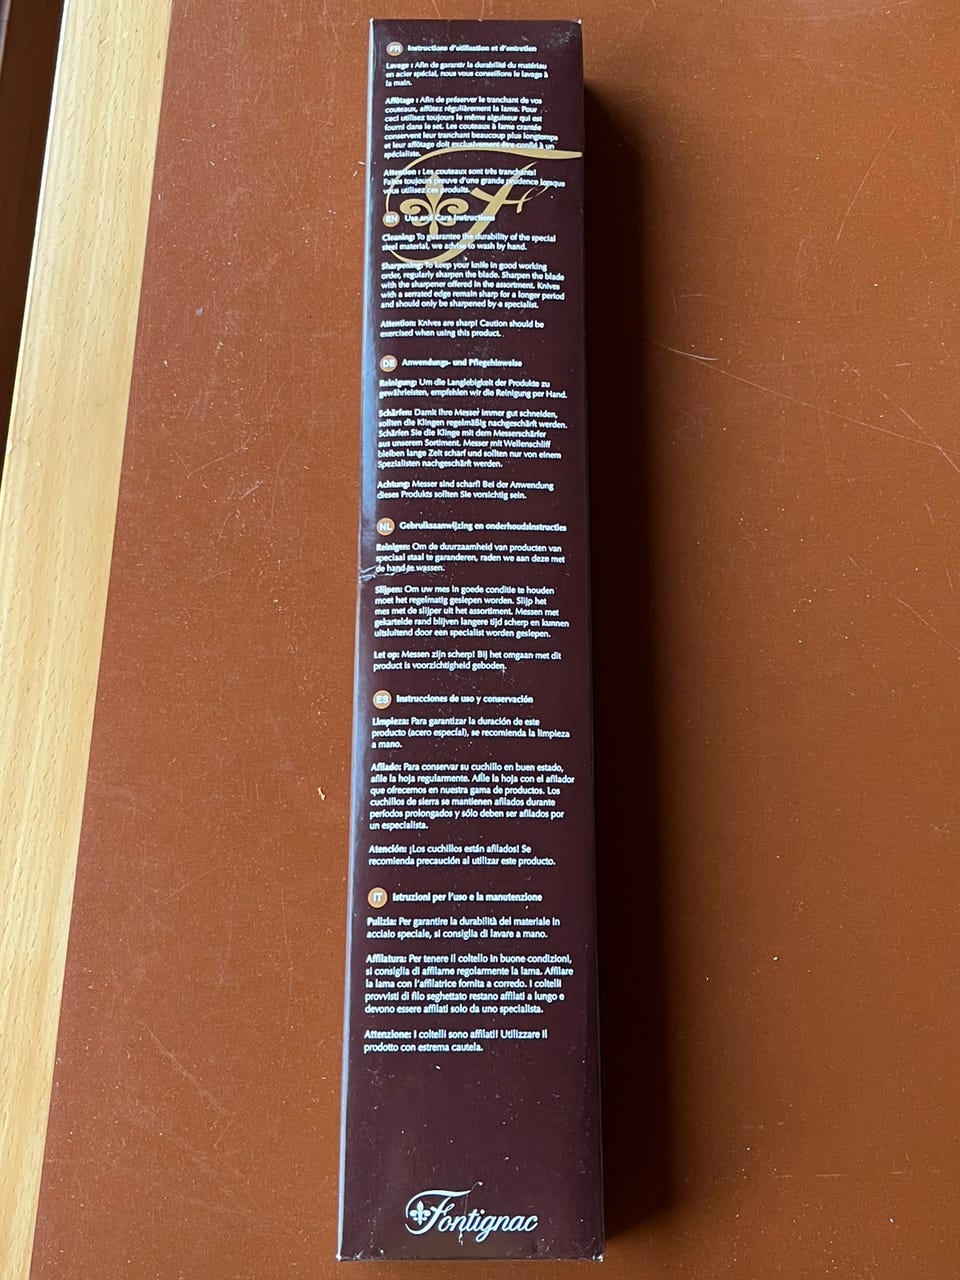 FR Instructions d'utilisation et d'entretien
Lavage : Afin de garantir la durabilité du matériau
en acier spécial, nous vous conseillons le lavage à
la main.
Affûtage : Afin de préserver le tranchant de vos
couteaux, affûtez régulièrement la lame. Pour
ceci utilisez toujours le même aiguiseur qui est
fourni dans le set. Les couteaux à lame crantée
conservent leur tranchant beaucoup plus longtemps
et leur affûtage doit exclusivement être confié à un
spécialiste.
Attention : Les couteaux sont très tranchants!
Faites toujours preuve d'une grande prudence lorsque
vous utilisez ces produits.
EN Use and Care Instructions
Cleaning: To guarantee the durability of the special
steel material, we advise to wash by hand.
Sharpening: To keep your knife in good working
order, regularly sharpen the blade. Sharpen the blade
with the sharpener offered in the assortment. Knives
with a serrated edge remain sharp for a longer period
and should only be sharpened by a specialist.
Attention: Knives are sharp! Caution should be
exercised when using this product.
DE Anwendungs- und Pflegehinweise
Reinigung: Um die Langlebigkeit der Produkte zu
gewährleisten, empfehlen wir die Reinigung per Hand.
Schärfen: Damit Ihre Messer immer gut schneiden,
sollten die Klingen regelmäßig nachgeschärft werden.
Schärfen Sie die Klinge mit dem Messerschärfer
aus unserem Sortiment. Messer mit Wellenschliff
bleiben lange Zeit scharf und sollten nur von einem
Spezialisten nachgeschärft werden.
Achtung: Messer sind scharf! Bei der Anwendung
dieses Produkts sollten Sie vorsichtig sein.
NL Gebruiksaanwijzing en onderhoudsinstructies
Reinigen: Om de duurzaamheid van producten van
speciaal staal te garanderen, raden we aan deze met
de hand te wassen.
Slijpen: Om uw mes in goede conditie te houden
moet het regelmatig geslepen worden. Slijp het
mes met de slijper uit het assortiment. Messen met
gekartelde rand blijven langere tijd scherp en kunnen
uitsluitend door een specialist worden geslepen.
Let op: Messen zijn scherp! Bij het omgaan met dit
product is voorzichtigheid geboden.
ES Instrucciones de uso y conservación
Limpieza: Para garantizar la duración de este
producto (acero especial), se recomienda la limpieza
a mano.
Afilado: Para conservar su cuchillo en buen estado,
afile la hoja regularmente. Afile la hoja con el afilador
que ofrecemos en nuestra gama de productos. Los
cuchillos de sierra se mantienen afilados durante
períodos prolongados y sólo deben ser afilados por
un especialista.
Atención: ¡Los cuchillos están afilados! Se
recomienda precaución al utilizar este producto.
IT Istruzioni per l'uso e la manutenzione
Pulizia: Per garantire la durabilità del materiale in
acciaio speciale, si consiglia di lavare a mano.
Affilatura: Per tenere il coltello in buone condizioni,
si consiglia di affilarne regolarmente la lama. Affilare
la lama con l'affilatrice fornita a corredo. I coltelli
provvisti di filo seghettato restano affilati a lungo e
devono essere affilati solo da uno specialista.
Attenzione: I coltelli sono affilati! Utilizzare il
prodotto con estrema cautela.
Fontignac